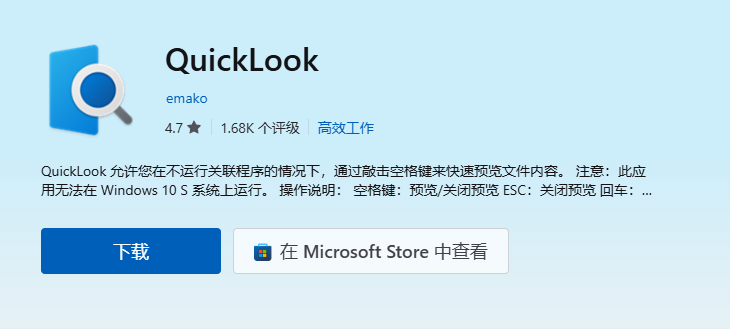 QuickLook
emako
4.7 ★ 1.68K 个评级 高效工作
QuickLook 允许您在不运行关联程序的情况下，通过敲击空格键来快速预览文件内容。 注意：此应
用无法在 Windows 10 S 系统上运行。 操作说明： 空格键：预览/关闭预览 ESC：关闭预览 回车：...
下载
在 Microsoft Store 中查看